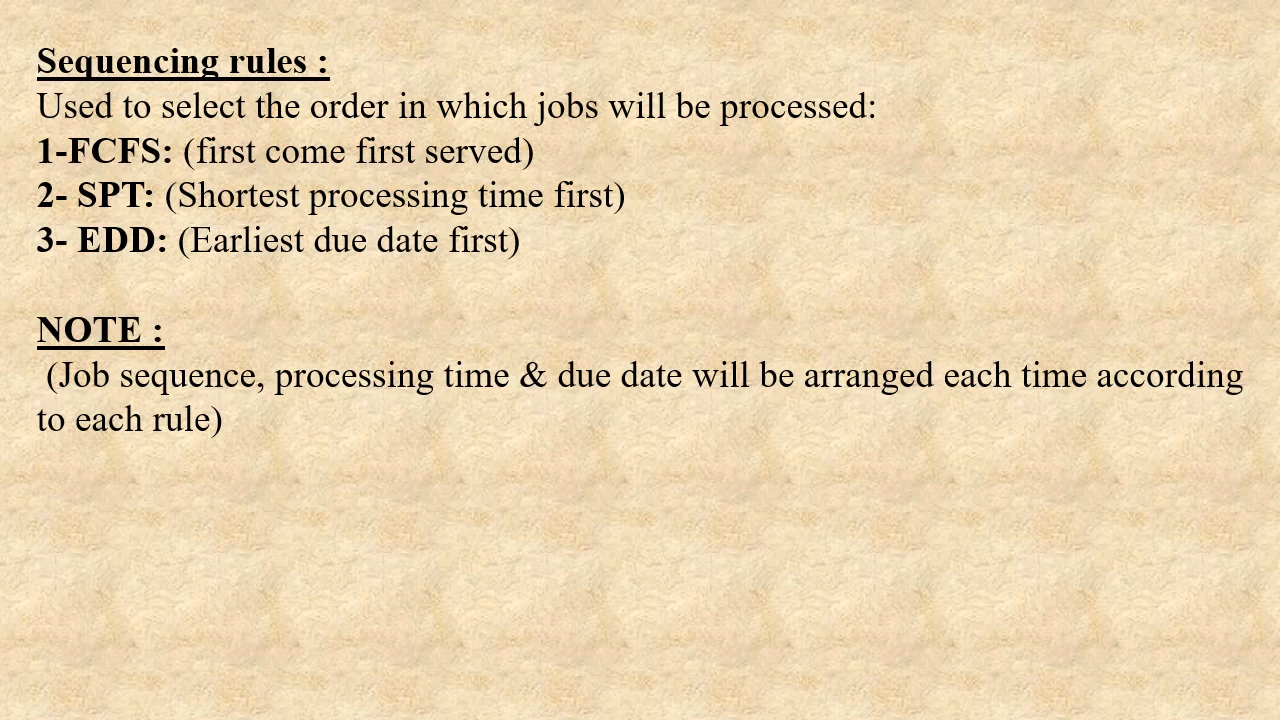 Sequencing rules :
Used to select the order in which jobs will be processed:
1-FCFS: (first come first served)
2- SPT: (Shortest processing time first)
3- EDD: (Earliest due date first)
NOTE :
(Job sequence, processing time & due date will be arranged each time according
to each rule)